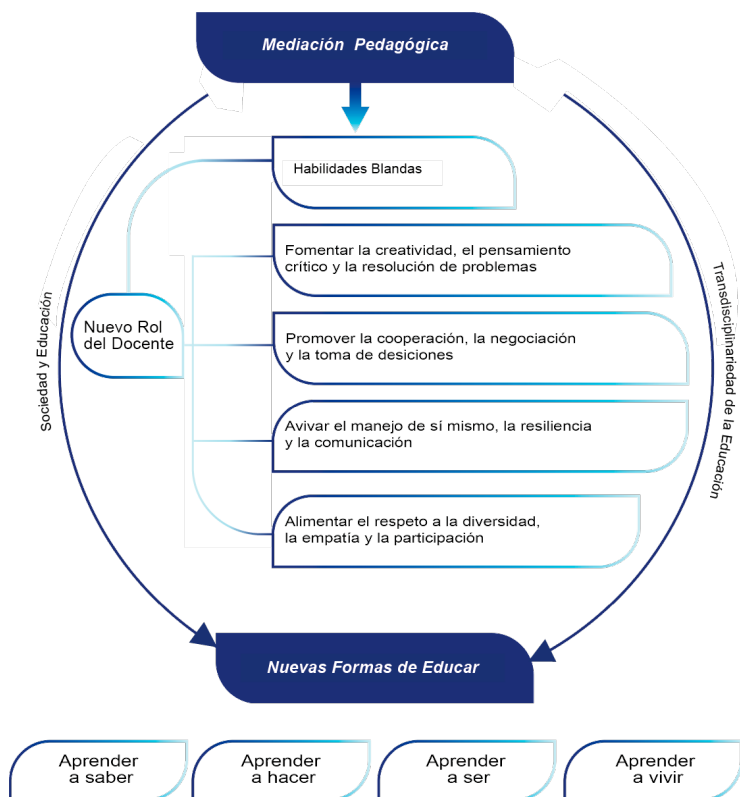 Mediación Pedagógica
Habilidades Blandas
Fomentar la creatividad, el pensamiento
crítico y la resolución de problemas
Nuevo Rol
del Docente
Promover la cooperación, la negociación
y la toma de desiciones
Avivar el manejo de sí mismo, la resiliencia
y la comunicación
Alimentar el respeto a la diversidad,
la empatía y la participación
Sociedad y Educación
Transdisciplinariedad de la Educación
Nuevas Formas de Educar
Aprender
a saber
Aprender
a hacer
Aprender
a ser
Aprender
a vivir